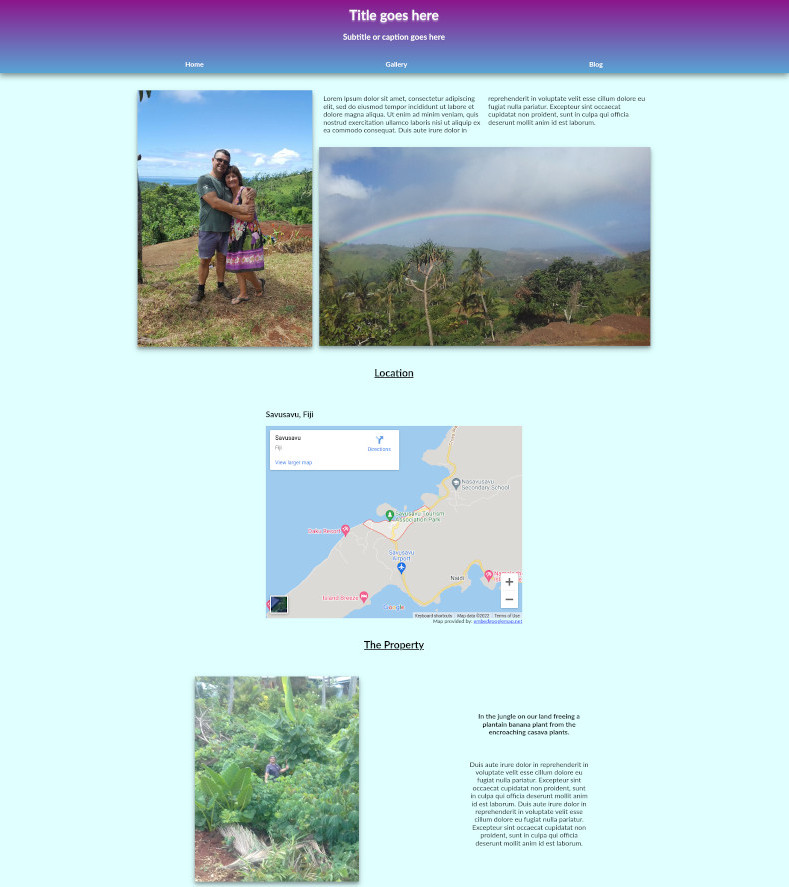 Title goes here
Subtitle or caption goes here
Home
Gallery
Blog
Lorem ipsum dolor sit amet, consectetur adipiscing
elit, sed do eiusmod tempor incididunt ut labore et
dolore magna aliqua. Ut enim ad minim veniam, quis
nostrud exercitation ullamco laboris nisi ut aliquip ex
ea commodo consequat. Duis aute irure dolor in
reprehenderit in voluptate velit esse cillum dolore eu
fugiat nulla pariatur. Excepteur sint occaecat
cupidatat non proident, sunt in culpa qui officia
deserunt mollit anim id est laborum.
Location
Savusavu, Fiji
Savusavu
Fiji
Directions
View larger map
Nasavusavu
Secondary School
Savusavu Tourism
Association Park
Daku Resort
Savusavu
Airport
Naidi
Island Breeze
Google
Keyboard shortcuts
Map data ©2022
Terms of Use
Map provided by:
The Property
In the jungle on our land freeing a
plantain banana plant from the
encroaching casava plants.
Duis aute irure dolor in reprehenderit in
voluptate velit esse cillum dolore eu
fugiat nulla pariatur. Excepteur sint
occaecat cupidatat non proident, sunt
in culpa qui officia deserunt mollit anim
id est laborum. Duis aute irure dolor in
reprehenderit in voluptate velit esse
cillum dolore eu fugiat nulla pariatur.
Excepteur sint occaecat cupidatat non
proident, sunt in culpa qui officia
deserunt mollit anim id est laborum.